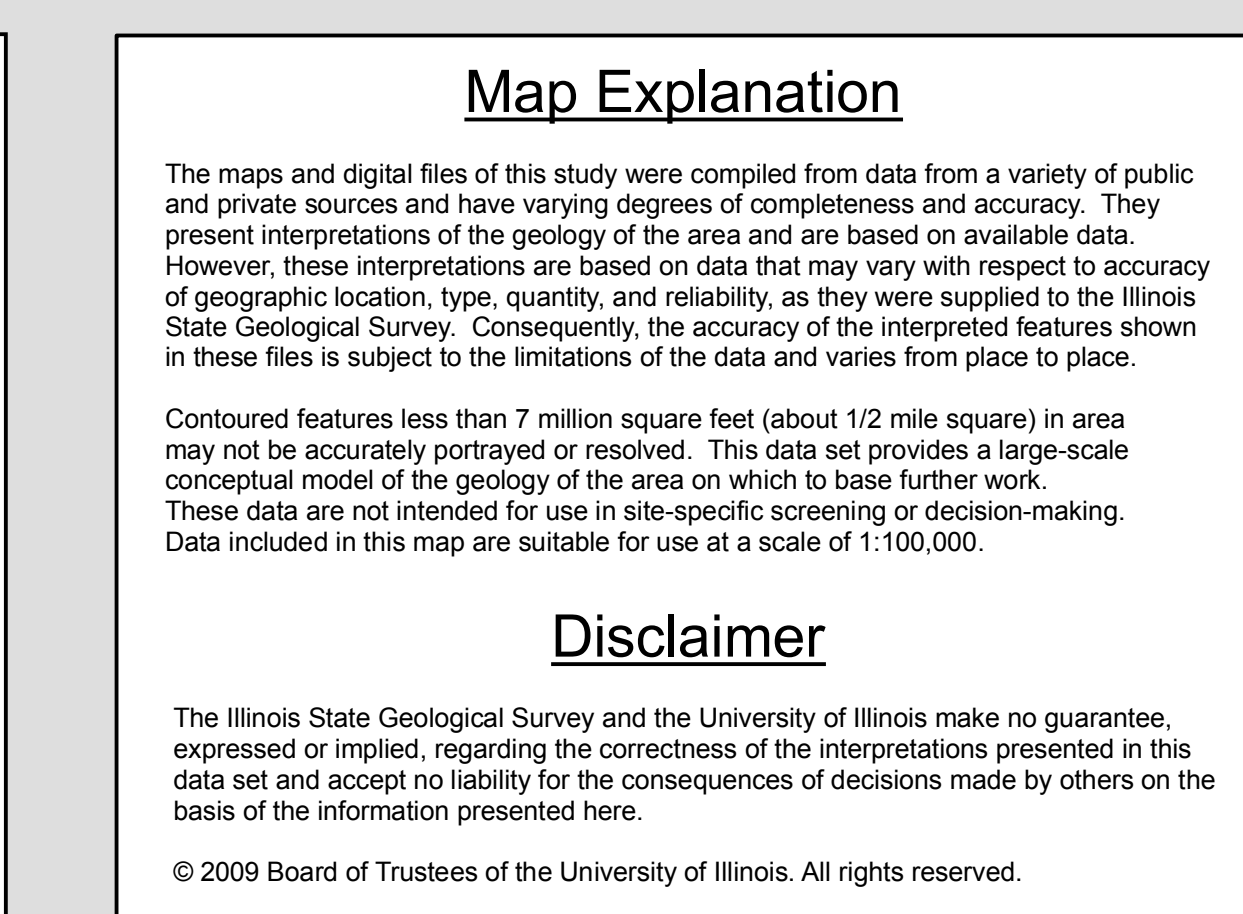 Map Explanation
The maps and digital files of this study were compiled from data from a variety of public
and private sources and have varying degrees of completeness and accuracy.  They
present interpretations of the geology of the area and are based on available data.
However, these interpretations are based on data that may vary with respect to accuracy
of geographic location, type, quantity, and reliability, as they were supplied to the Illinois
State Geological Survey.  Consequently, the accuracy of the interpreted features shown
in these files is subject to the limitations of the data and varies from place to place.
Contoured features less than 7 million square feet (about 1/2 mile square) in area
may not be accurately portrayed or resolved.  This data set provides a large-scale
conceptual model of the geology of the area on which to base further work.
These data are not intended for use in site-specific screening or decision-making.
Data included in this map are suitable for use at a scale of 1:100,000.
Disclaimer
The Illinois State Geological Survey and the University of Illinois make no guarantee,
expressed or implied, regarding the correctness of the interpretations presented in this
data set and accept no liability for the consequences of decisions made by others on the
basis of the information presented here.
© 2009 Board of Trustees of the University of Illinois. All rights reserved.